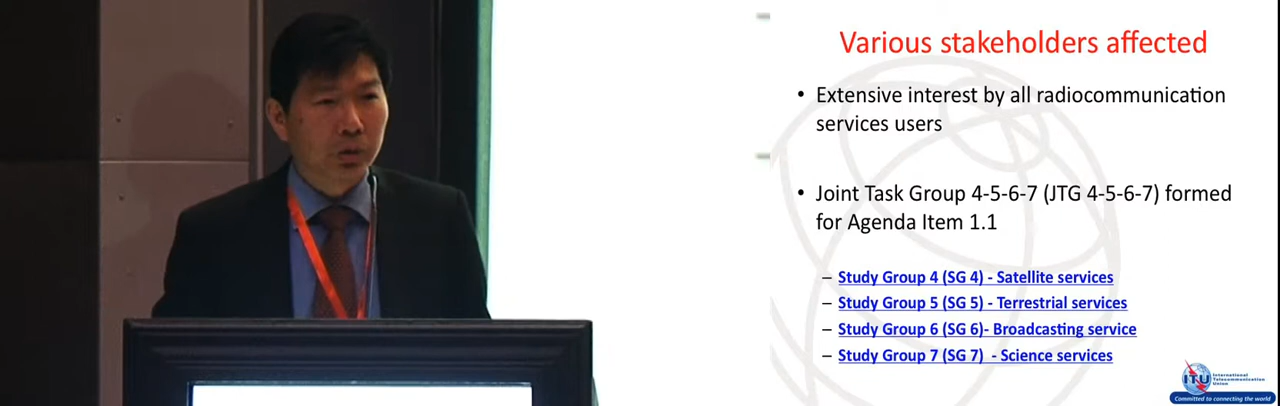 Various stakeholders affected
• Extensive interest by all radiocommunication
services users
• Joint Task Group 4-5-6-7 (JTG 4-5-6-7) formed
for Agenda Item 1.1
– Study Group 4 (SG 4) - Satellite services
– Study Group 5 (SG 5) - Terrestrial services
– Study Group 6 (SG 6)- Broadcasting service
– Study Group 7 (SG 7)  - Science services
ITU
International
Telecommunication
Union
Committed to connecting the world